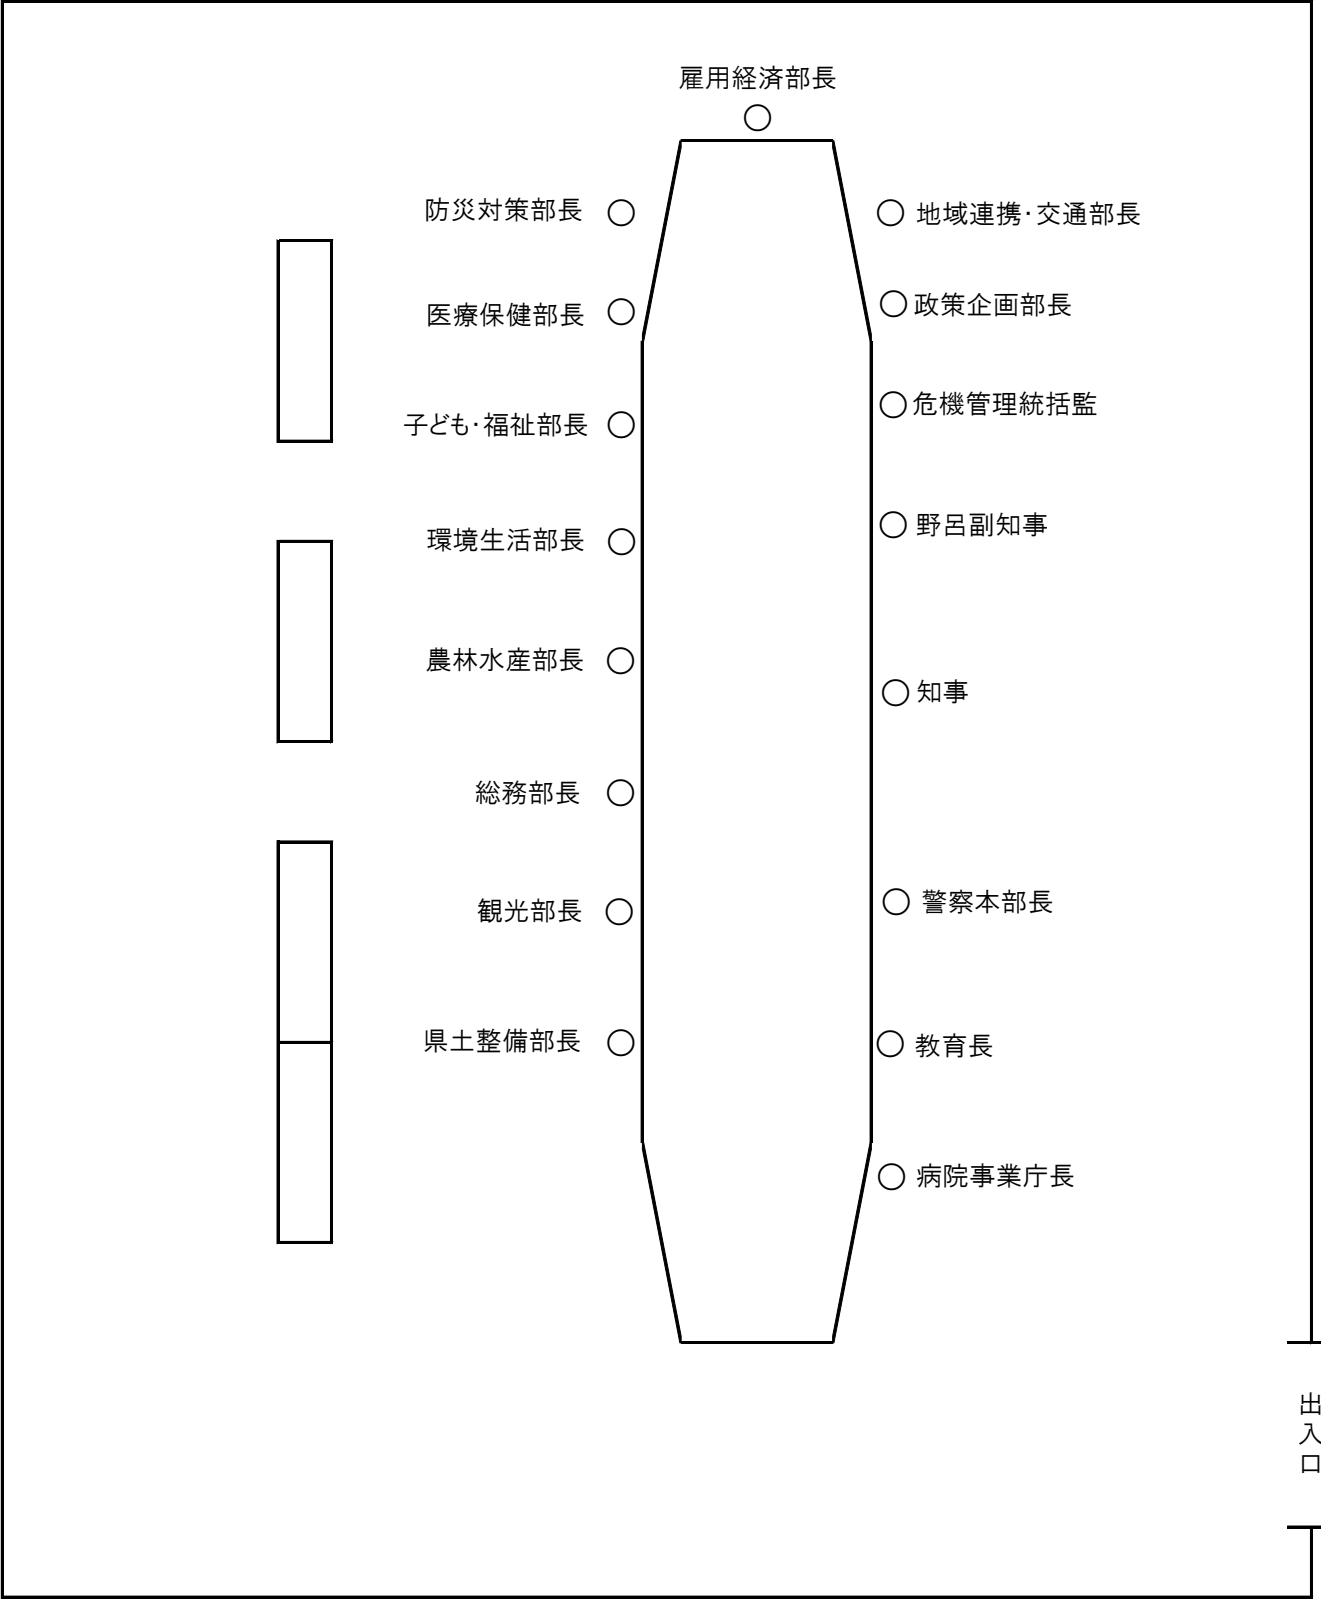 雇用経済部長
防災対策部長
地域連携・交通部長
医療保健部長
政策企画部長
子ども・福祉部長
危機管理統括監
環境生活部長
野呂副知事
農林水産部長
知事
総務部長
観光部長
警察本部長
県土整備部長
教育長
病院事業庁長
出入口